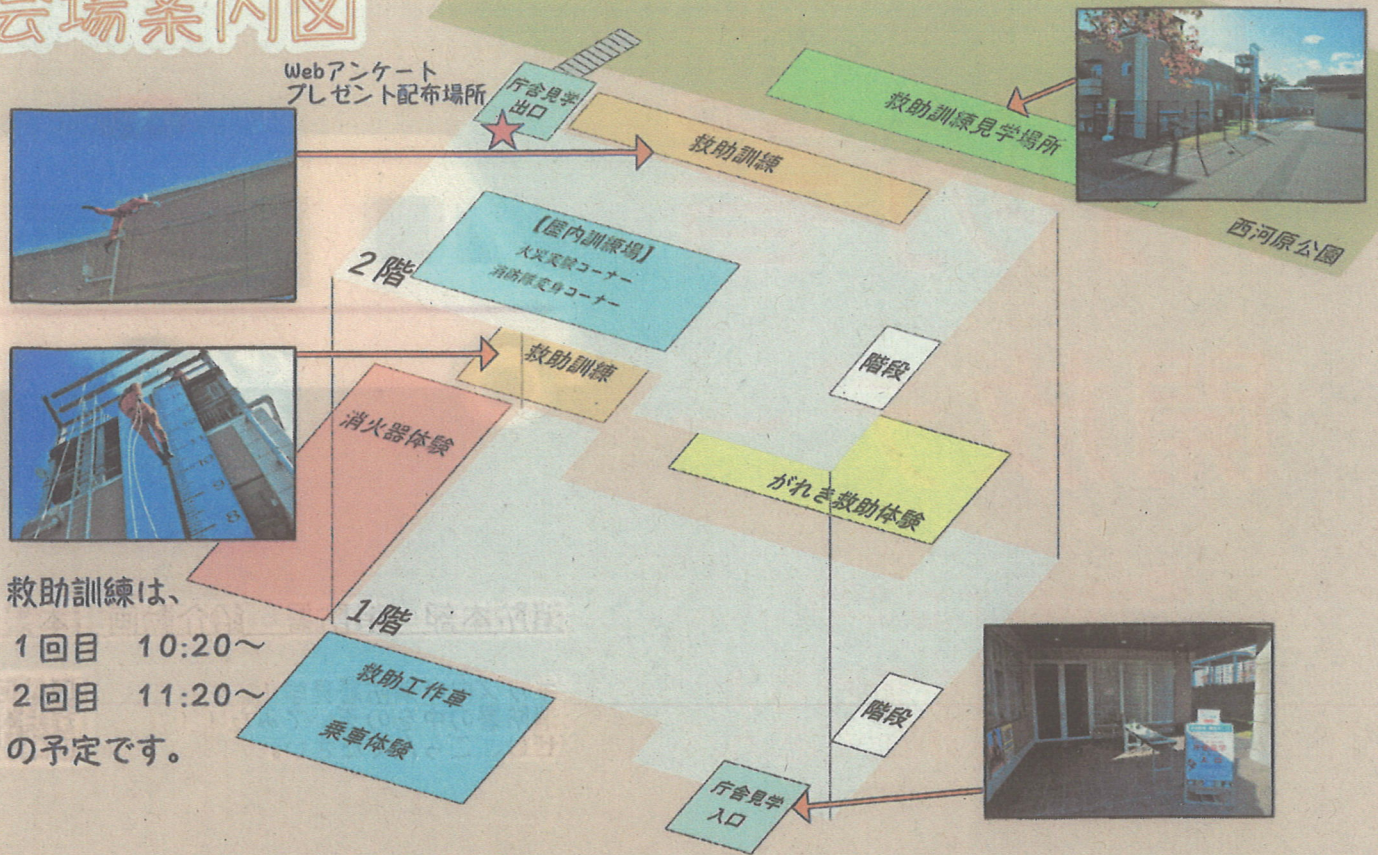 会場案内図
Webアンケート
プレゼント配布場所
庁舎見学
出口
救助訓練
救助訓練見学場所
西河原公園
【屋内訓練場】
火災実験コーナー
消防隊変身コーナー
2階
救助訓練
階段
消火器体験
がれき救助体験
救助訓練は、
1回目 10:20~
2回目 11:20~
の予定です。
1階
救助工作車
乗車体験
階段
庁舎見学
入口